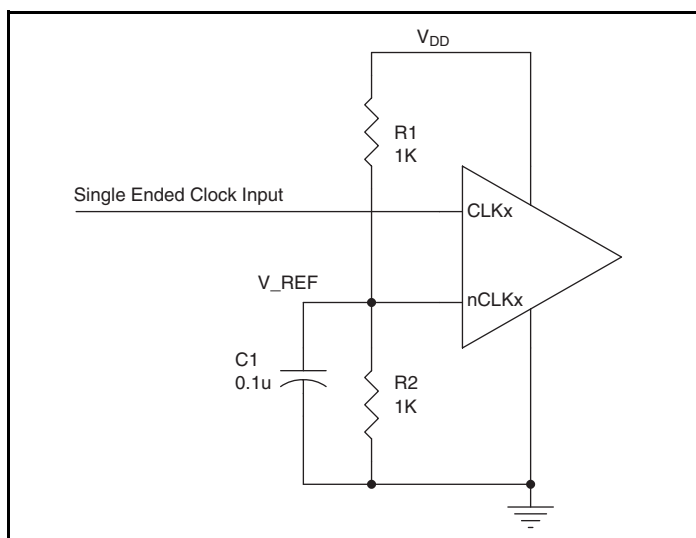 V_DD
R1
1K
Single Ended Clock Input
CLKx
V_REF
nCLKx
C1
0.1u
R2
1K